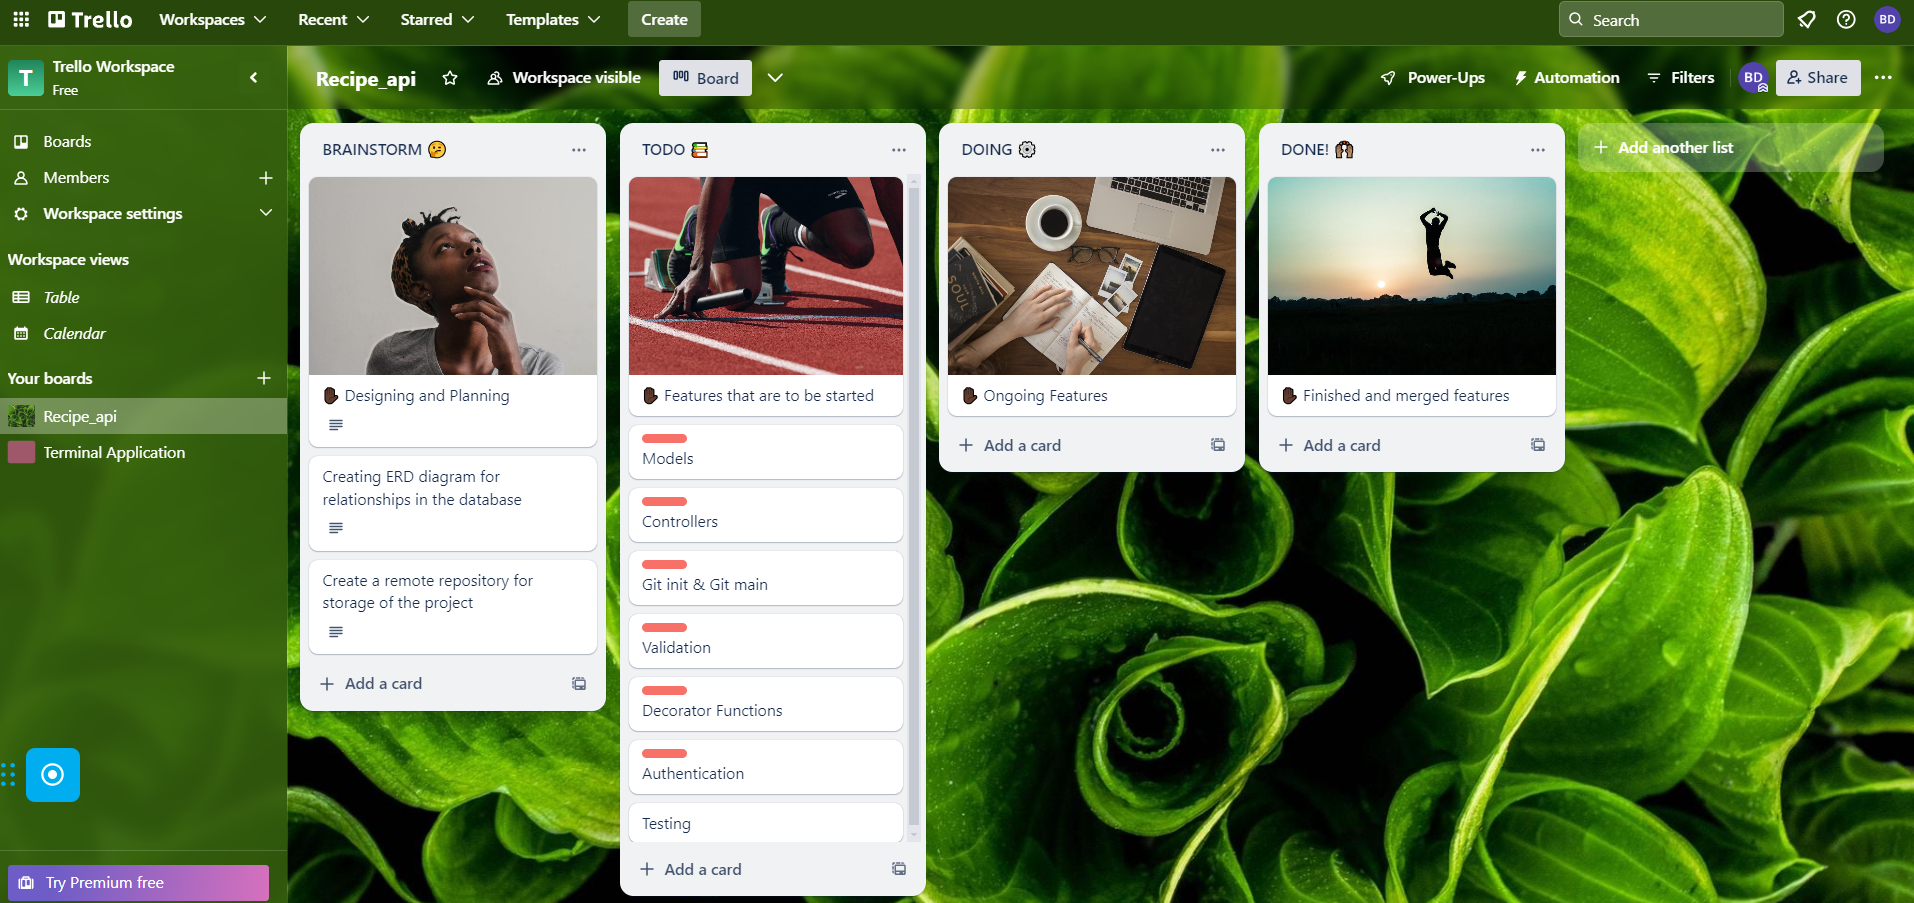 Trello
Workspaces
Recent
Starred
Templates
Create
Search
BD
T
Trello Workspace
Free
Recipe_api
Workspace visible
Board
Power-Ups
Automation
Filters
BD
Share
Boards
Members
Workspace settings
Workspace views
Table
Calendar
Your boards
Recipe_api
Terminal Application
Try Premium free
BRAINSTORM 🤔
Designing and Planning
Creating ERD diagram for
relationships in the database
Create a remote repository for
storage of the project
Add a card
TODO 📚
Features that are to be started
Models
Controllers
Git init & Git main
Validation
Decorator Functions
Authentication
Testing
Add a card
DOING ⚙
SOUL
Ongoing Features
Add a card
DONE! 🙌🏽
Finished and merged features
Add a card
Add another list